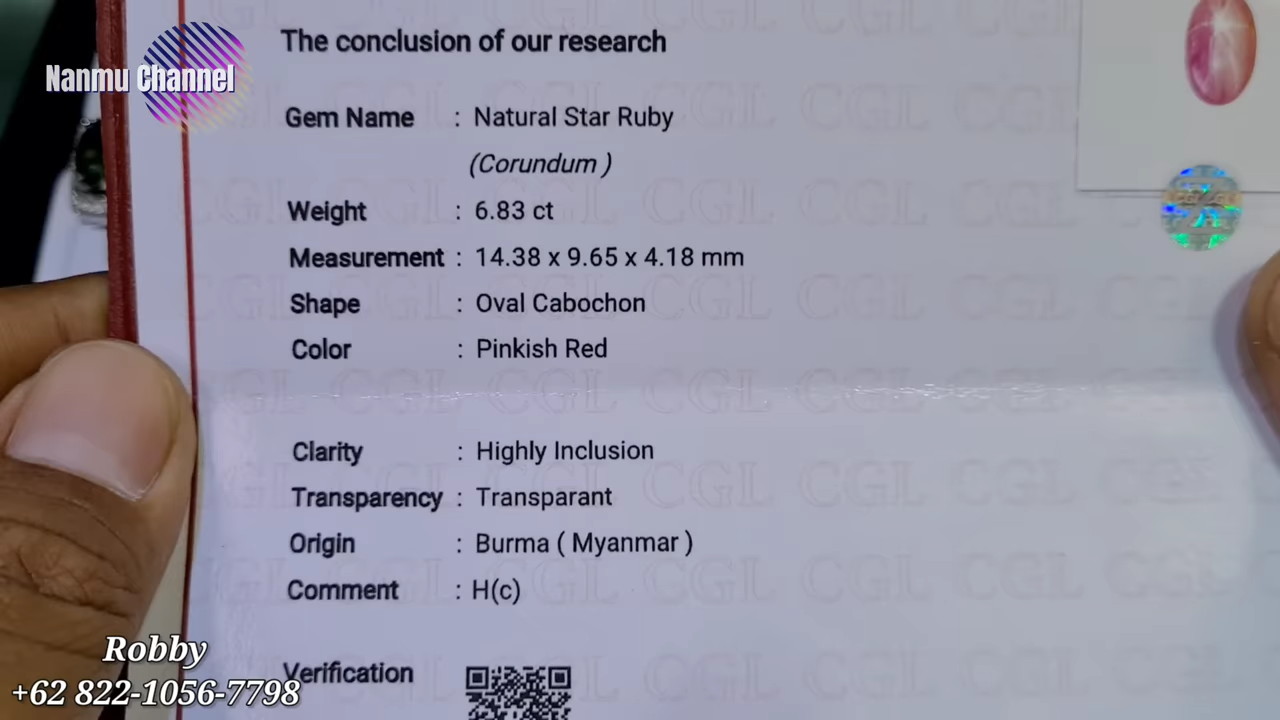 Nanmu Channel
The conclusion of our research
Gem Name : Natural Star Ruby
(Corundum )
Weight : 6.83 ct
Measurement : 14.38 x 9.65 x 4.18 mm
Shape : Oval Cabochon
Color : Pinkish Red
Clarity : Highly Inclusion
Transparency : Transparant
Origin : Burma ( Myanmar )
Comment : H(c)
Verification
Robby
+62 822-1056-7798
CGL